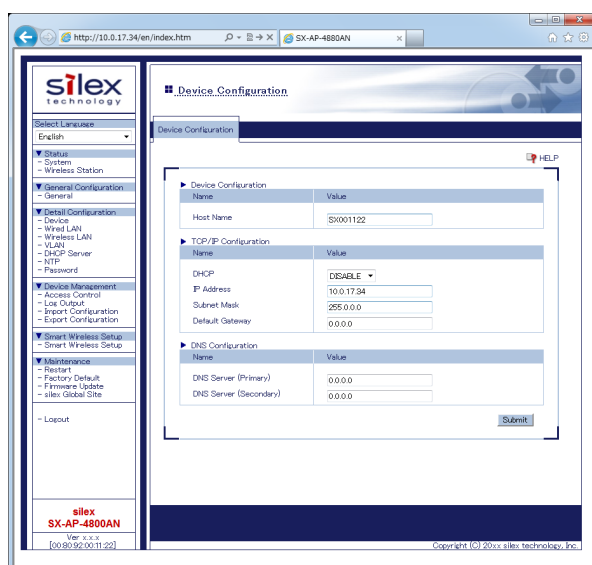 http://10.0.17.34/en/index.htm
SX-AP-4880AN
silex
technology
Device Configuration
Select Language
English
Device Configuration
HELP
▼ Status
- System
- Wireless Station
▼ General Configuration
- General
▼ Detail Configuration
- Device
- Wired LAN
- Wireless LAN
- VLAN
- DHCP Server
- NTP
- Password
▼ Device Management
- Access Control
- Log Output
- Import Configuration
- Export Configuration
▼ Smart Wireless Setup
- Smart Wireless Setup
▼ Maintenance
- Restart
- Factory Default
- Firmware Update
- silex Global Site
- Logout
▶ Device Configuration
Name Value
Host Name SX001122
▶ TCP/IP Configuration
Name Value
DHCP DISABLE
IP Address 10.0.17.34
Subnet Mask 255.0.0.0
Default Gateway 0.0.0.0
▶ DNS Configuration
Name Value
DNS Server (Primary) 0.0.0.0
DNS Server (Secondary) 0.0.0.0
Submit
silex
SX-AP-4800AN
Ver x.x.x
[00:80:92:00:11:22]
Copyright (C) 20xx silex technology, Inc.